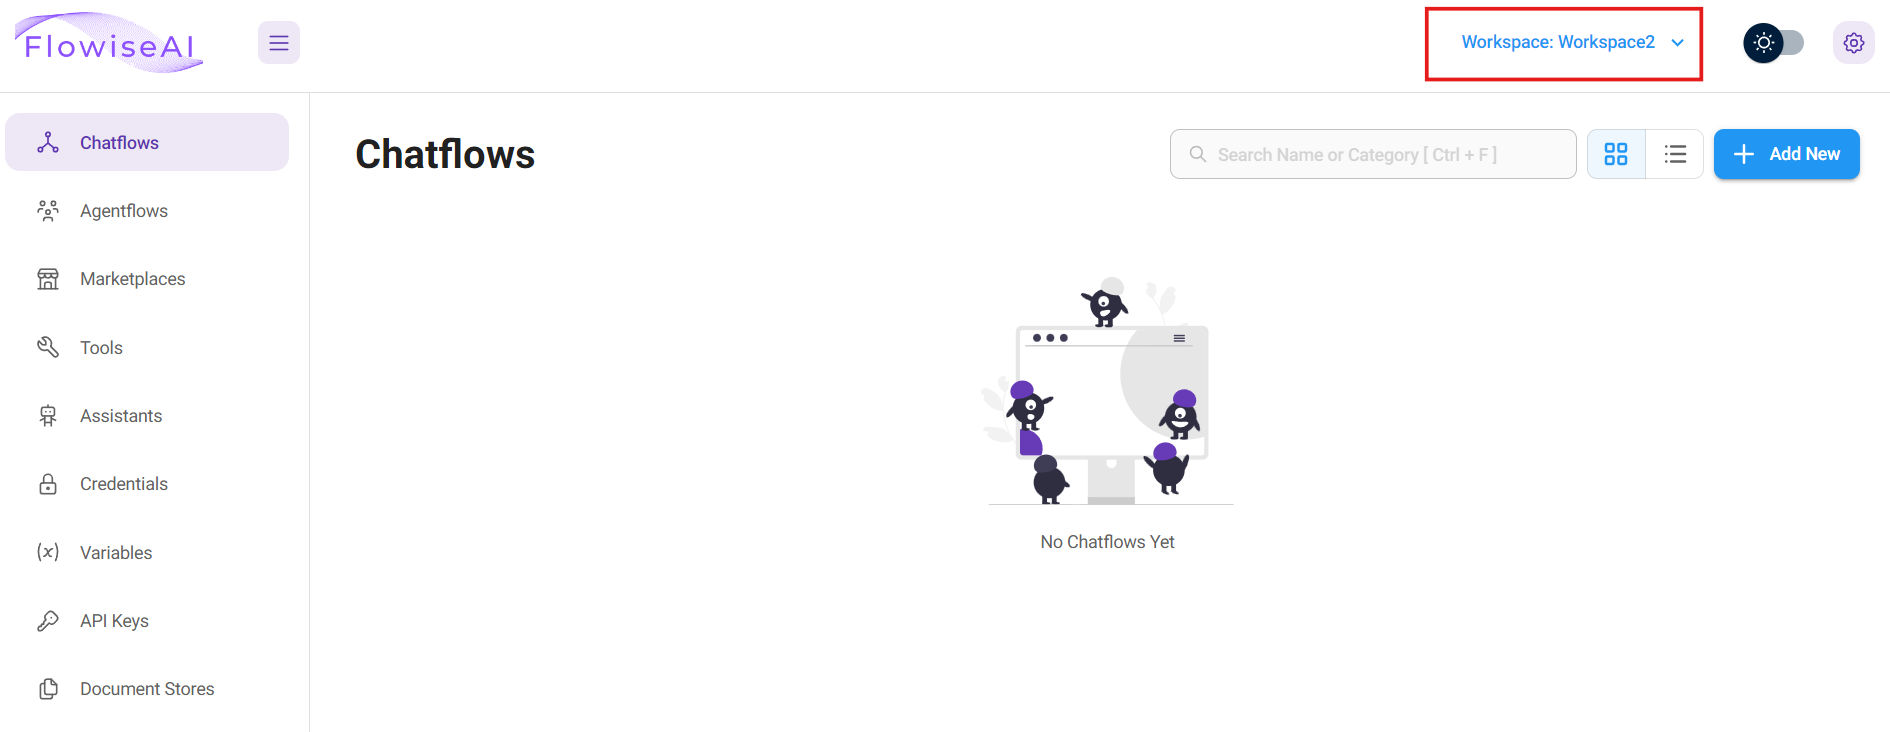 FlowiseAI
Workspace: Workspace2
Chatflows
Agentflows
Marketplaces
Tools
Assistants
Credentials
Variables
API Keys
Document Stores
Chatflows
Search Name or Category [ Ctrl + F ]
Add New
No Chatflows Yet